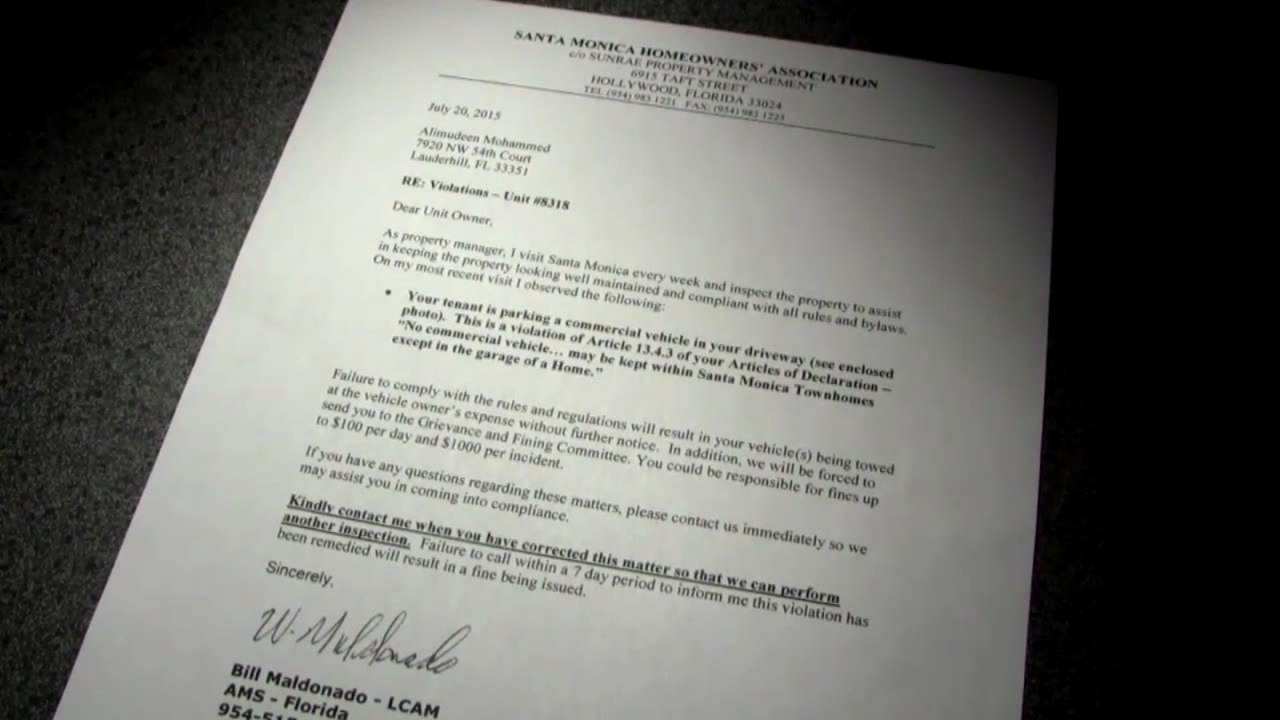 SANTA MONICA HOMEOWNERS' ASSOCIATION
c/o SUNRAE PROPERTY MANAGEMENT
6915 TAFT STREET
HOLLYWOOD, FLORIDA 33024
TEL (954) 983 1221 FAX: (954) 983 1223
July 20, 2015
Alimudeen Mohammed
7920 NW 54th Court
Lauderhill, FL 33351
RE: Violations – Unit #8318
Dear Unit Owner,
As property manager, I visit Santa Monica every week and inspect the property to assist
in keeping the property looking well maintained and compliant with all rules and bylaws.
On my most recent visit I observed the following:
• Your tenant is parking a commercial vehicle in your driveway (see enclosed
photo). This is a violation of Article 13.4.3 of your Articles of Declaration –
"No commercial vehicle… may be kept within Santa Monica Townhomes
except in the garage of a Home."
Failure to comply with the rules and regulations will result in your vehicle(s) being towed
at the vehicle owner's expense without further notice. In addition, we will be forced to
send you to the Grievance and Fining Committee. You could be responsible for fines up
to $100 per day and $1000 per incident.
If you have any questions regarding these matters, please contact us immediately so we
may assist you in coming into compliance.
Kindly contact me when you have corrected this matter so that we can perform
another inspection. Failure to call within a 7 day period to inform me this violation has
been remedied will result in a fine being issued.
Sincerely,
W. Maldonado
Bill Maldonado - LCAM
AMS - Florida